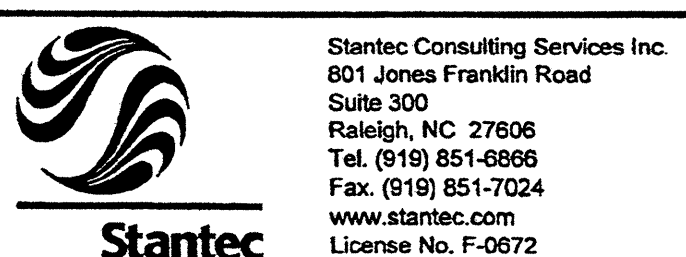 Stantec Consulting Services Inc.
801 Jones Franklin Road
Suite 300
Raleigh, NC 27606
Tel. (919) 851-6866
Fax. (919) 851-7024
www.stantec.com
License No. F-0672
Stantec